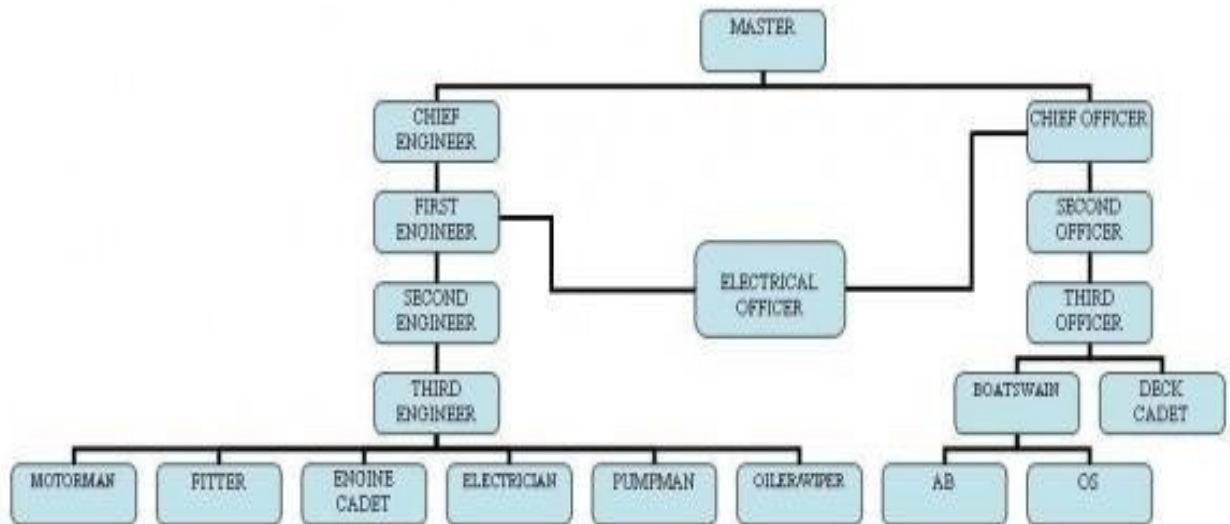 MASTER
CHIEF
ENGINEER
CHIEF OFFICER
FIRST
ENGINEER
SECOND
OFFICER
ELECTRICAL
OFFICER
SECOND
ENGINEER
THIRD
OFFICER
THIRD
ENGINEER
BOATSWAIN
DECK
CADET
MOTORMAN
FITTER
ENGINE
CADET
ELECTRICIAN
PUMPMAN
OILER/WIPER
AB
OS